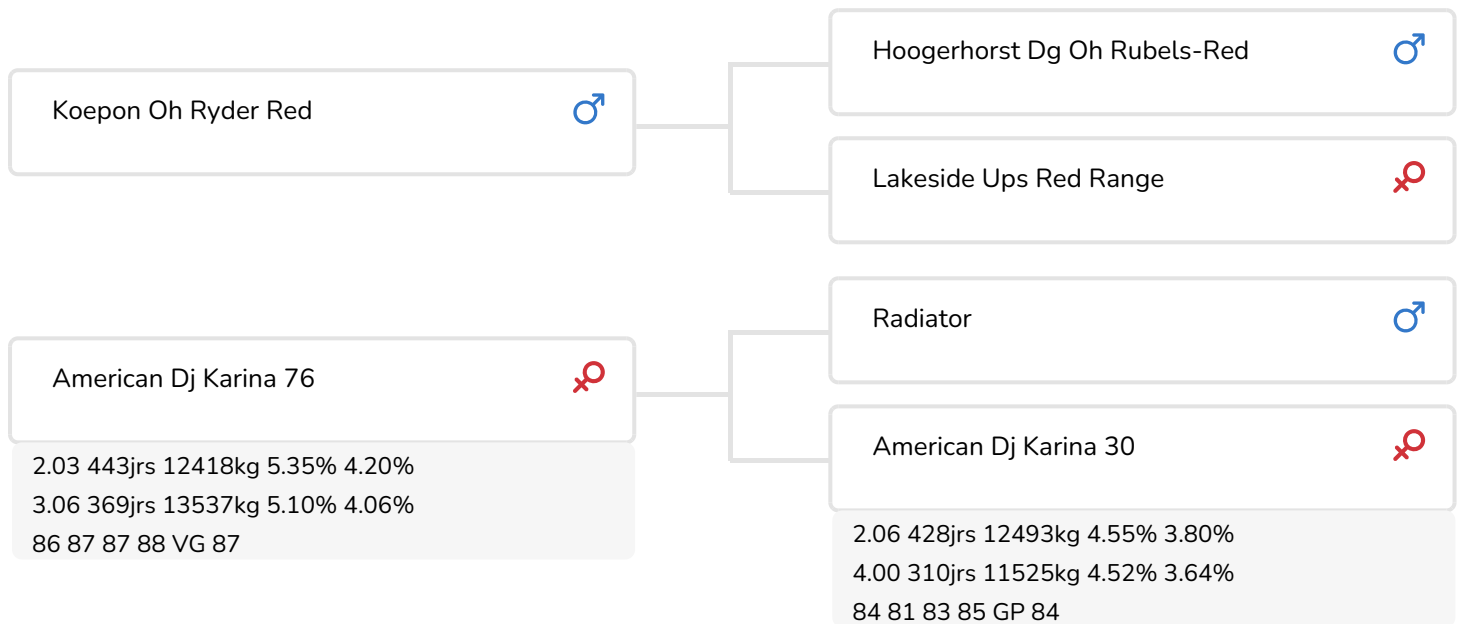 Hoogerhorst Dg Oh Rubels-Red
Koepon Oh Ryder Red
Lakeside Ups Red Range
Radiator
American Dj Karina 76
American Dj Karina 30
2.03 443jrs 12418kg 5.35% 4.20%
3.06 369jrs 13537kg 5.10% 4.06%
86 87 87 88 VG 87
2.06 428jrs 12493kg 4.55% 3.80%
4.00 310jrs 11525kg 4.52% 3.64%
84 81 83 85 GP 84